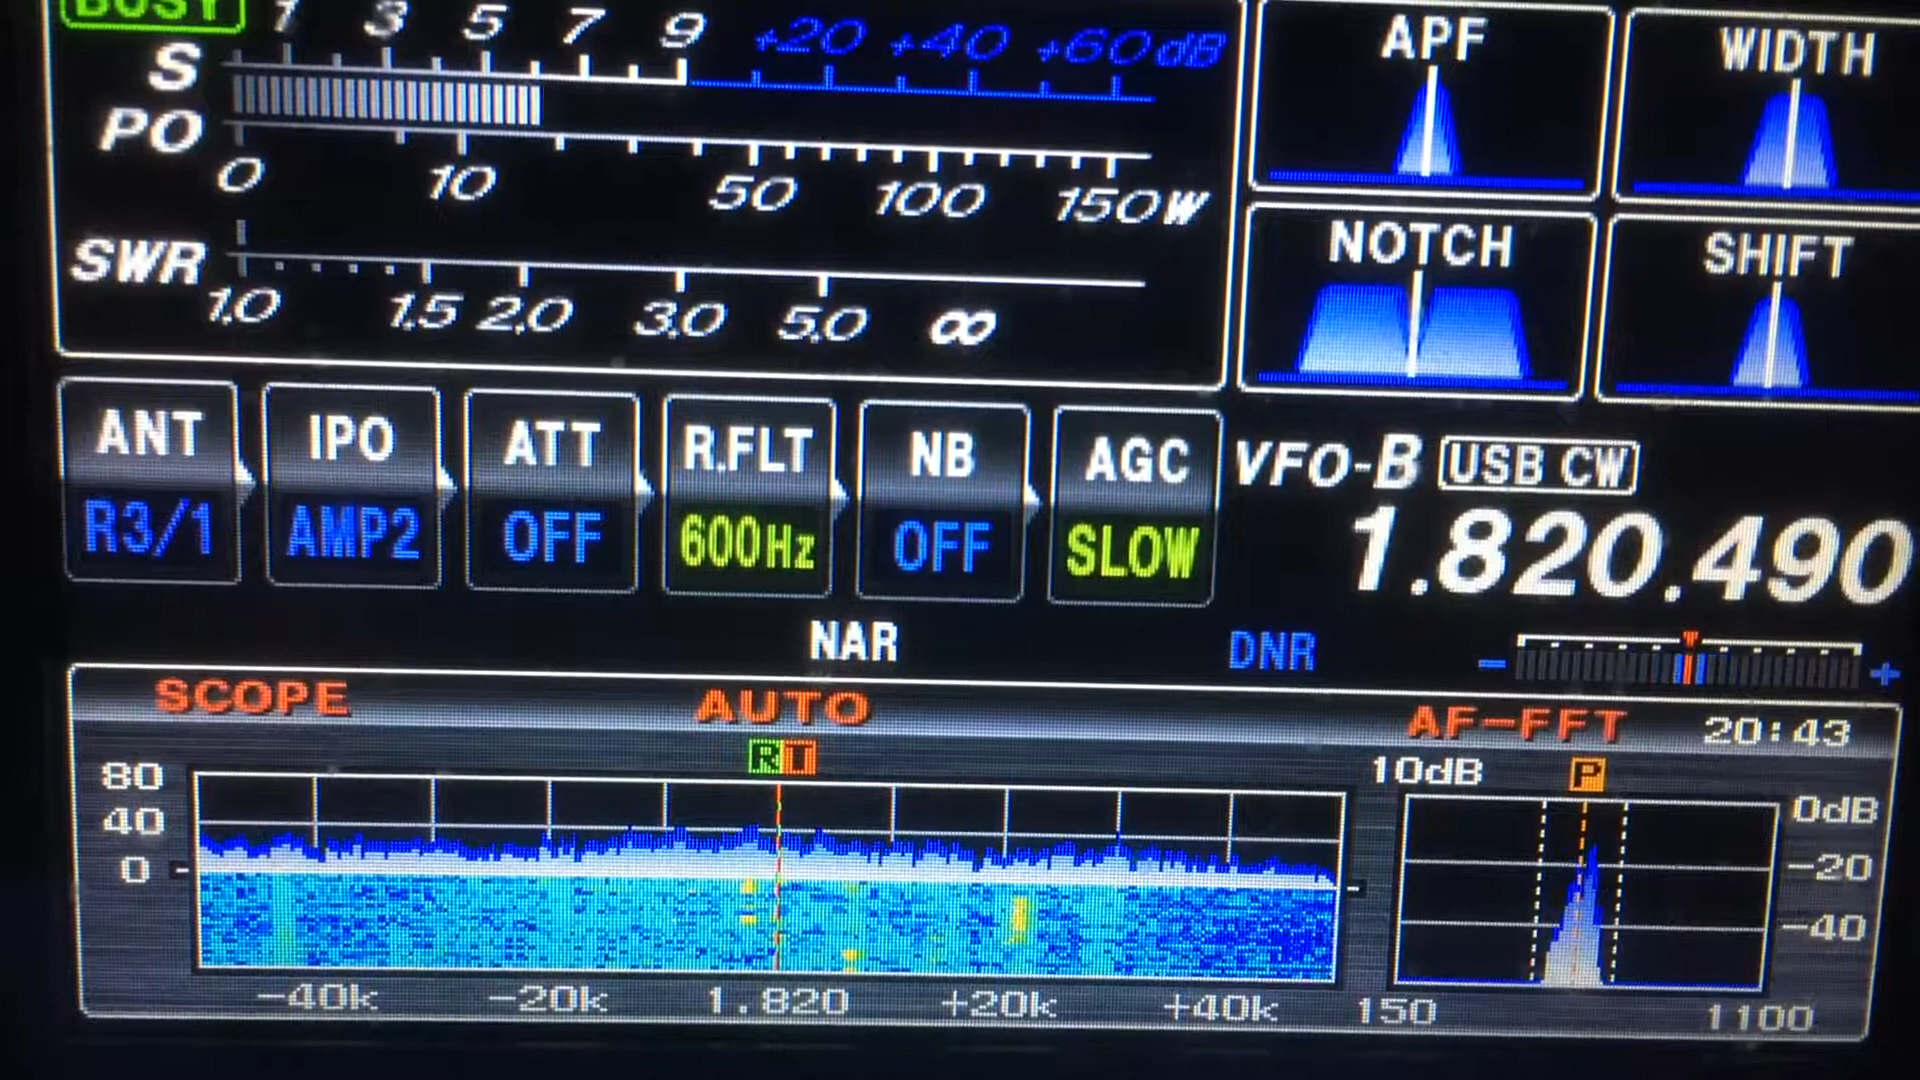 BUSY
1 3 5 7 9 +20 +40 +60dB
S
PO
0 10 50 100 150W
SWR
1.0 1.5 2.0 3.0 5.0 ∞
APF WIDTH
NOTCH SHIFT
ANT IPO ATT R.FLT NB AGC
R3/1 AMP2 OFF 600Hz OFF SLOW
VFO-B USB CW
1.820.490
NAR DNR
- +
SCOPE AUTO AF-FFT 20:43
RT
80
40
0 -
-40k -20k 1.820 +20k +40k
10dB P
0dB
-20
-40
150 1100